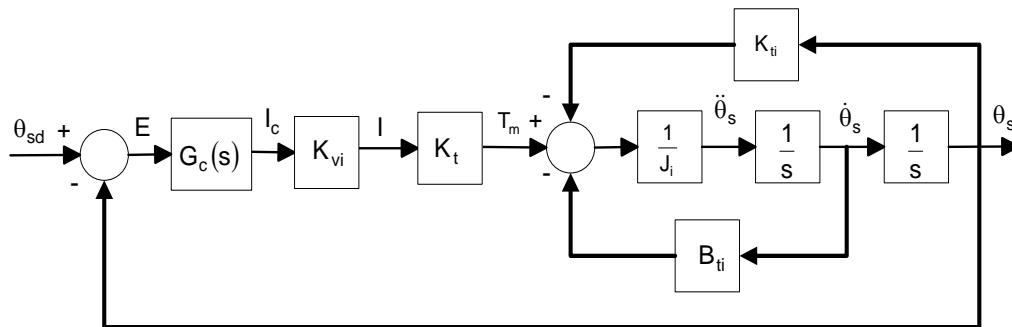 K_ti
-
θ_sd +
E
I_c
I
T_m +
θ̈_s
θ̇_s
θ_s
G_c(s)
K_vi
K_t
1/J_i
1/s
1/s
-
-
B_ti